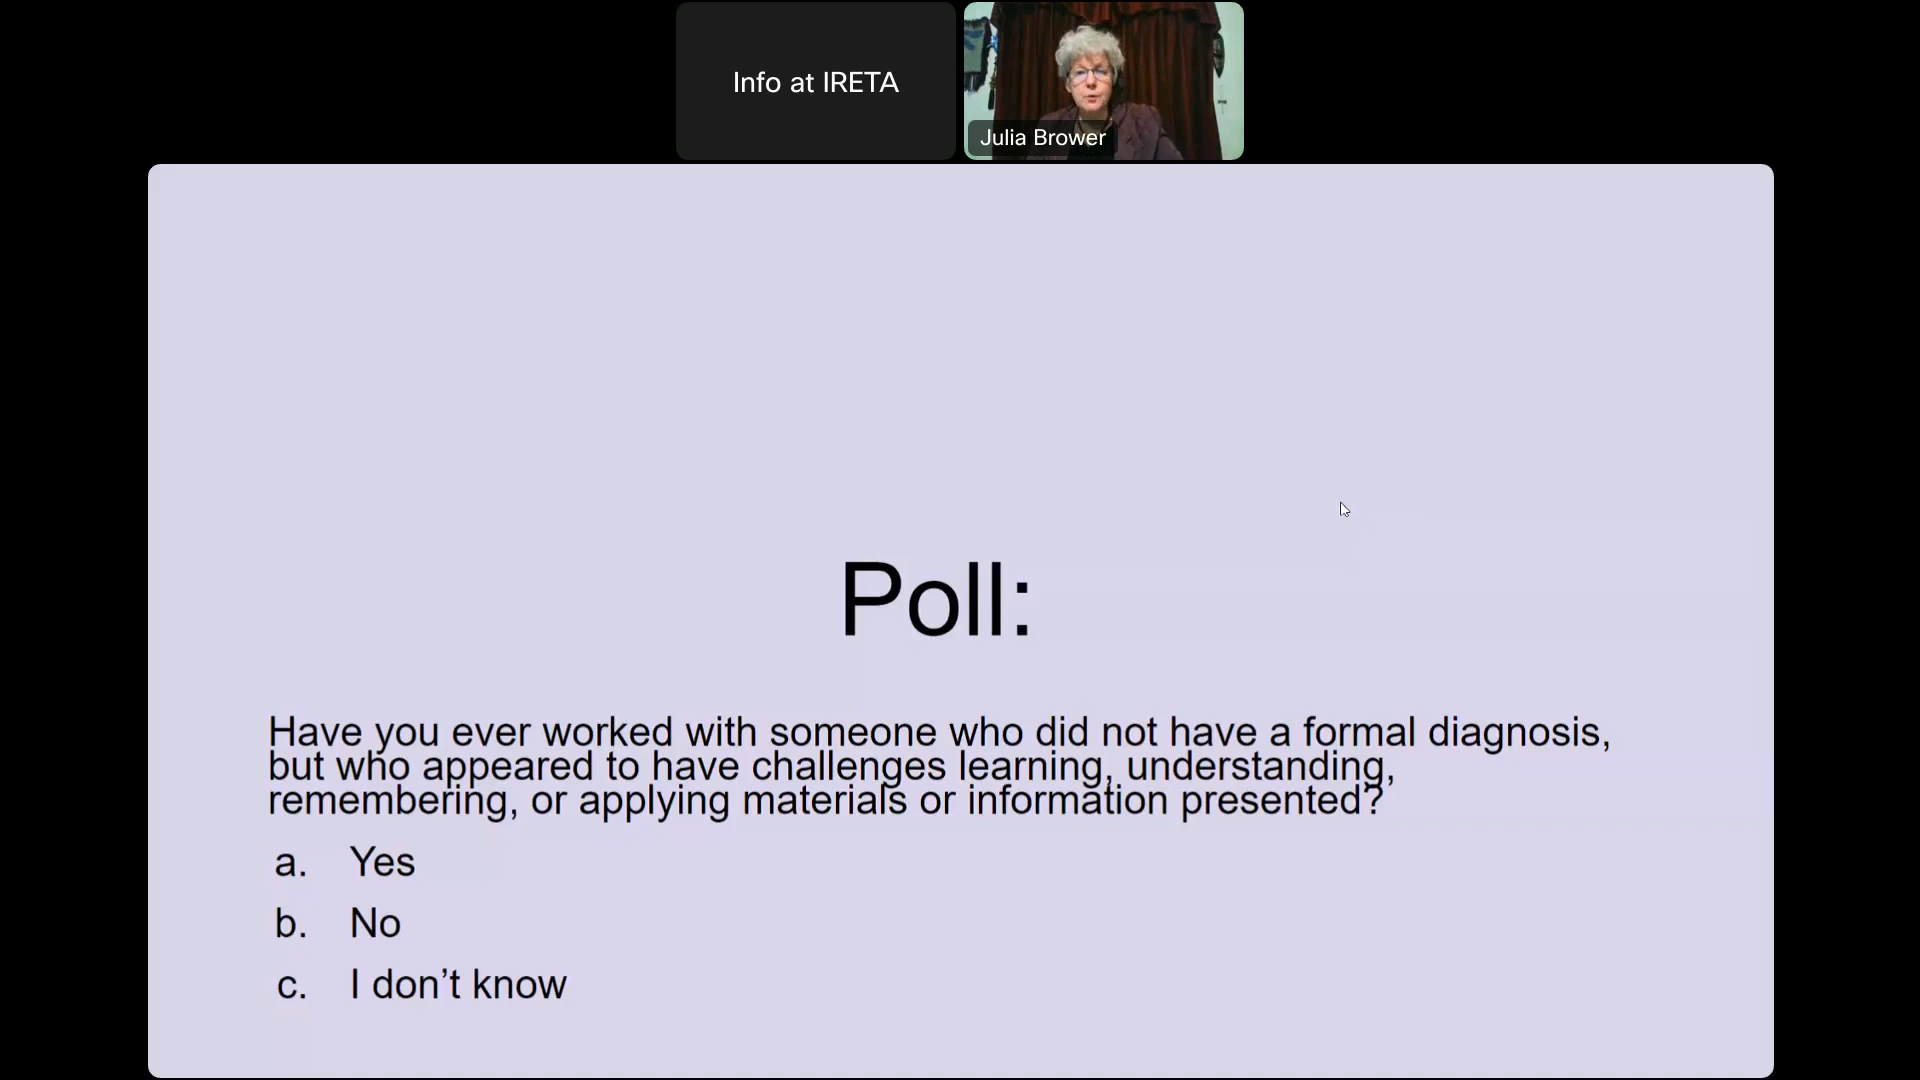 Info at IRETA
Julia Brower
Poll:
Have you ever worked with someone who did not have a formal diagnosis,
but who appeared to have challenges learning, understanding,
remembering, or applying materials or information presented?
a. Yes
b. No
c. I don’t know